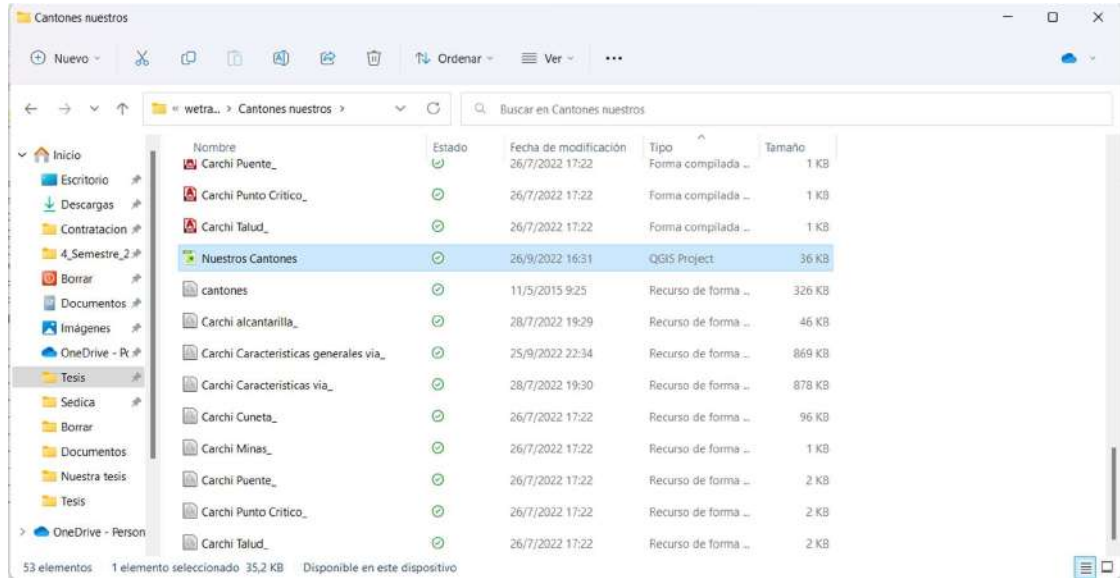 Cantones nuestros
Nuevo Ordenar Ver
« wetra... > Cantones nuestros > Buscar en Cantones nuestros
Inicio
Escritorio
Descargas
Contratacion
4_Semestre_2
Borrar
Documentos
Imágenes
OneDrive - Pe
Tesis
Sedica
Borrar
Documentos
Nuestra tesis
Tesis
OneDrive - Person
Nombre Estado Fecha de modificación Tipo Tamaño
Carchi Puente_ 26/7/2022 17:22 Forma compilada ... 1 KB
Carchi Punto Critico_ 26/7/2022 17:22 Forma compilada ... 1 KB
Carchi Talud_ 26/7/2022 17:22 Forma compilada ... 1 KB
Nuestros Cantones 26/9/2022 16:31 QGIS Project 36 KB
cantones 11/5/2015 9:25 Recurso de forma ... 326 KB
Carchi alcantarilla_ 28/7/2022 19:29 Recurso de forma ... 46 KB
Carchi Caracteristicas generales via_ 25/9/2022 22:34 Recurso de forma ... 869 KB
Carchi Caracteristicas via_ 28/7/2022 19:30 Recurso de forma ... 878 KB
Carchi Cuneta_ 26/7/2022 17:22 Recurso de forma ... 96 KB
Carchi Minas_ 26/7/2022 17:22 Recurso de forma ... 1 KB
Carchi Puente_ 26/7/2022 17:22 Recurso de forma ... 2 KB
Carchi Punto Critico_ 26/7/2022 17:22 Recurso de forma ... 2 KB
Carchi Talud_ 26/7/2022 17:22 Recurso de forma ... 2 KB
53 elementos 1 elemento seleccionado 35,2 KB Disponible en este dispositivo